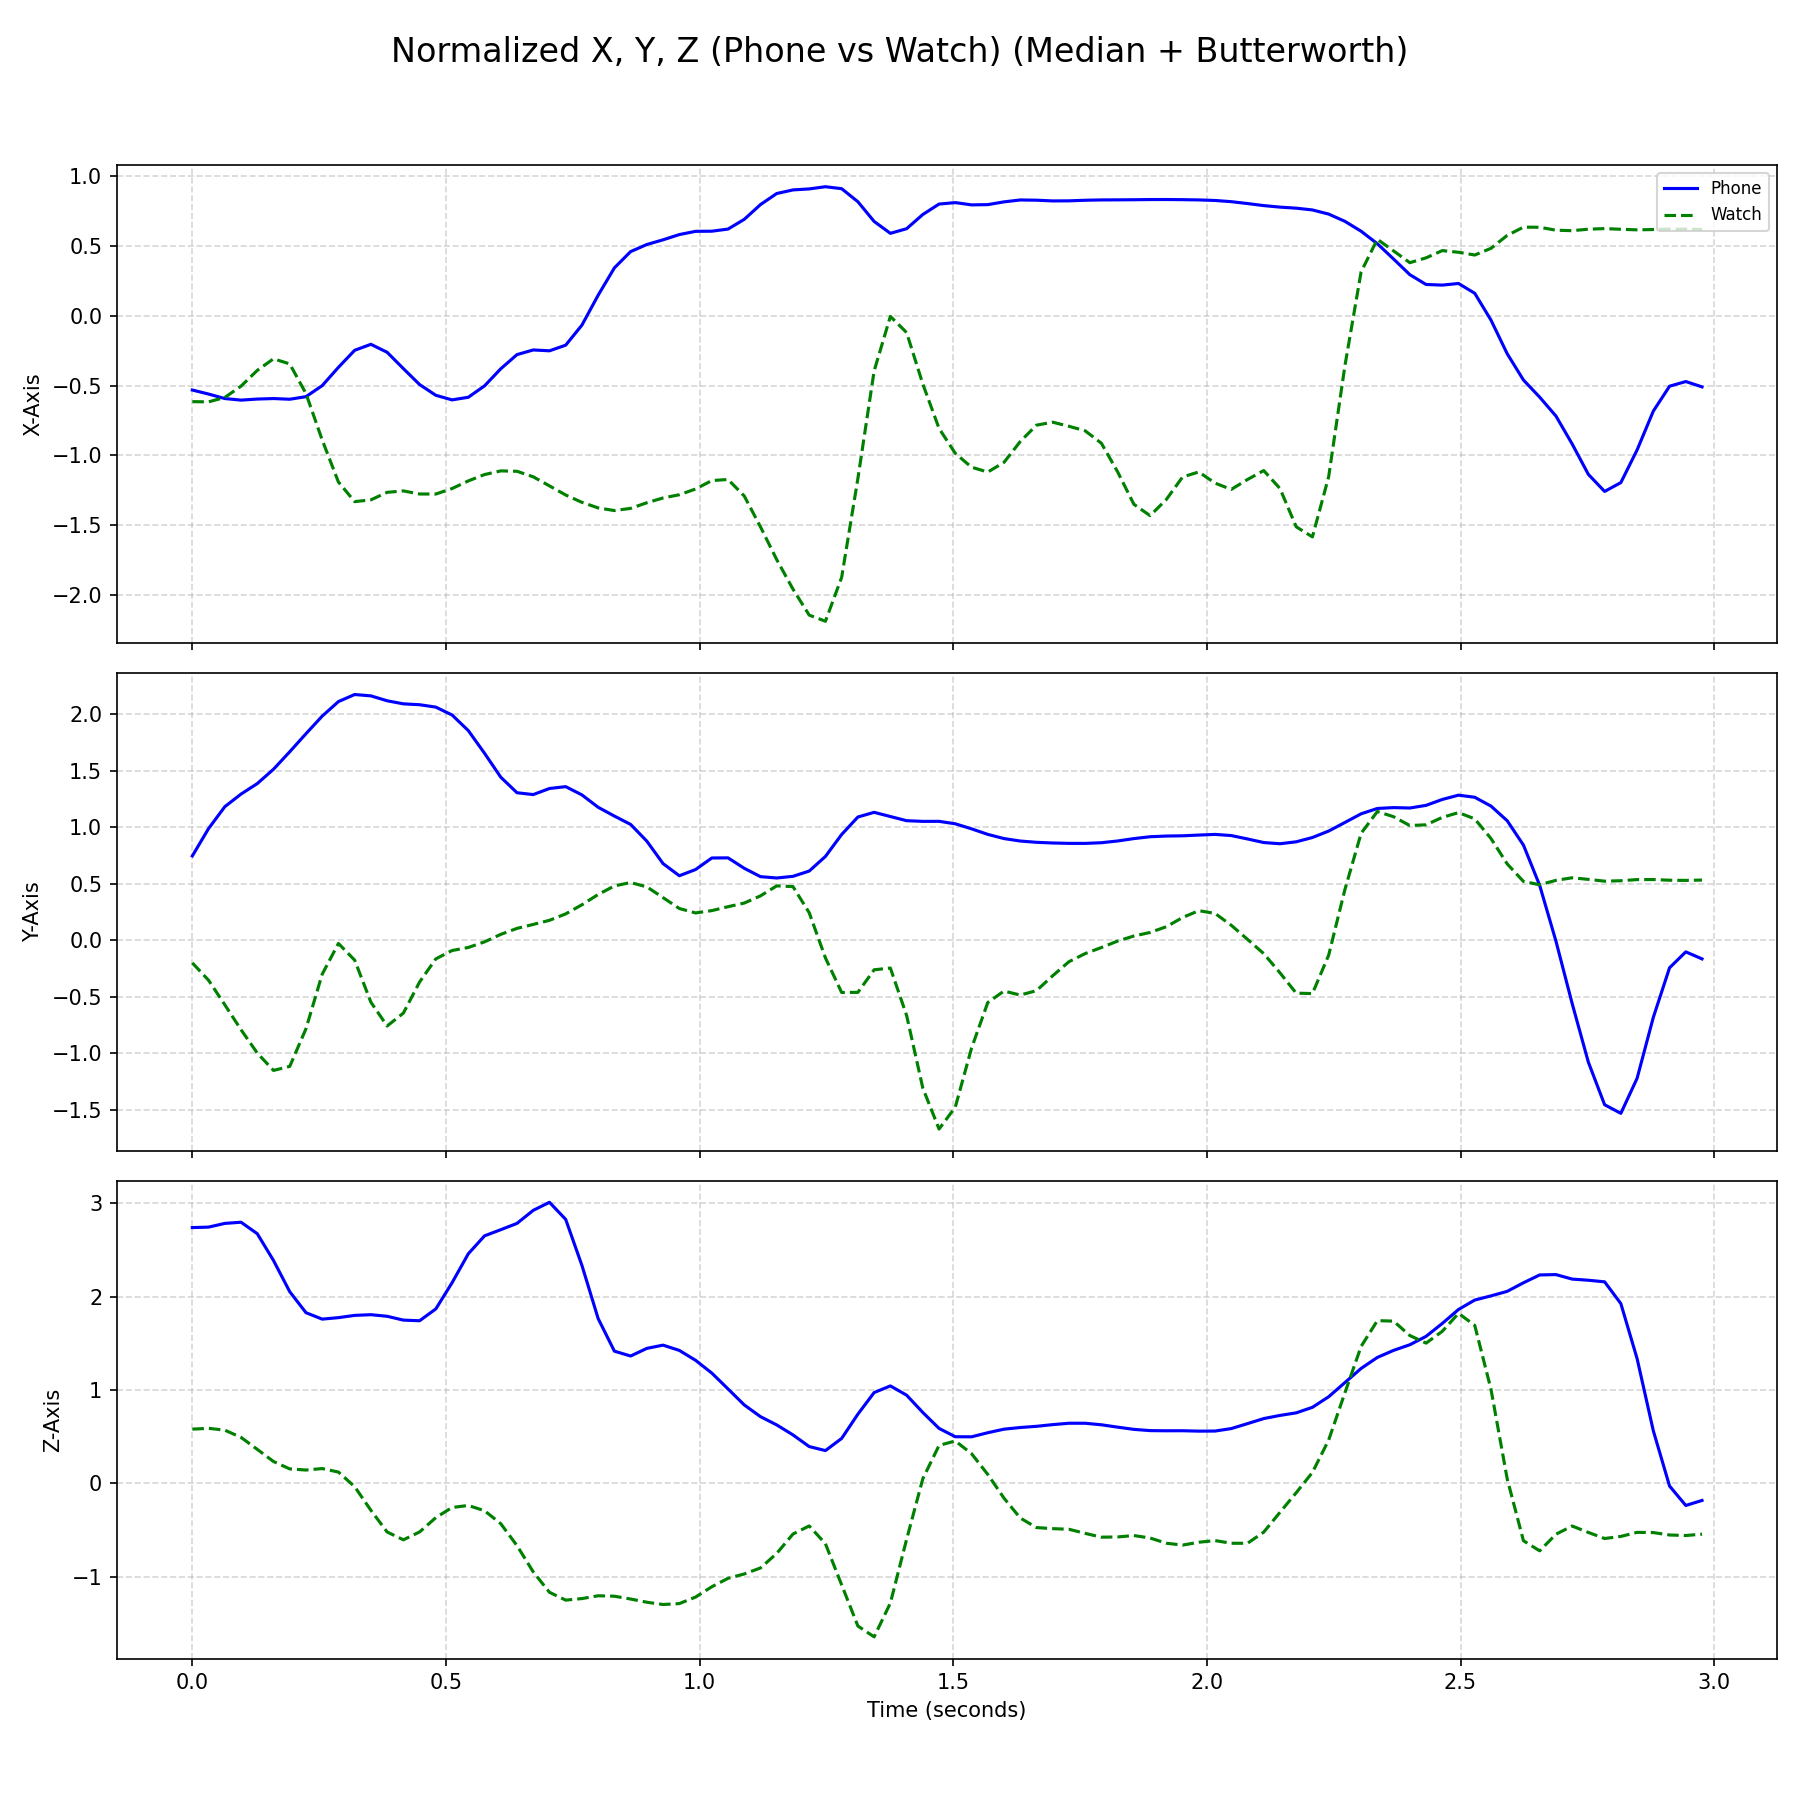 Normalized X, Y, Z (Phone vs Watch) (Median + Butterworth)
1.0
0.5
0.0
−0.5
−1.0
−1.5
−2.0
X-Axis
Phone
Watch
2.0
1.5
1.0
0.5
0.0
−0.5
−1.0
−1.5
Y-Axis
3
2
1
0
−1
Z-Axis
0.0 0.5 1.0 1.5 2.0 2.5 3.0
Time (seconds)